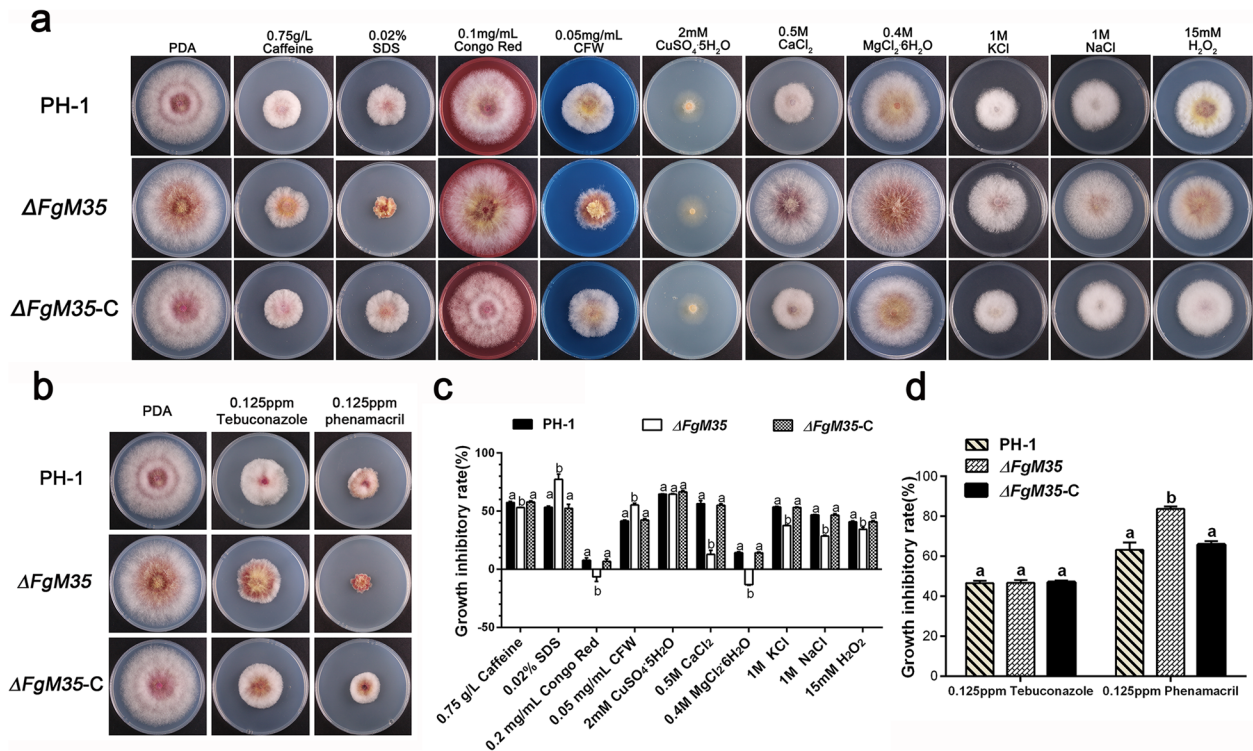 a
PDA
0.75g/L
Caffeine
0.02%
SDS
0.1mg/mL
Congo Red
0.05mg/mL
CFW
2mM
CuSO4·5H2O
0.5M
CaCl2
0.4M
MgCl2·6H2O
1M
KCl
1M
NaCl
15mM
H2O2
PH-1
ΔFgM35
ΔFgM35-C
b
PDA
0.125ppm
Tebuconazole
0.125ppm
phenamacril
PH-1
ΔFgM35
ΔFgM35-C
c
PH-1
ΔFgM35
ΔFgM35-C
Growth inhibitory rate(%)
100
50
0
-50
a b a
a b a
a b a
a b a
a a a
a b a
a b a
a b a
a b a
a b a
0.75 g/L Caffeine
0.02% SDS
0.2 mg/mL Congo Red
0.05 mg/mL CFW
2mM CuSO4·5H2O
0.5M CaCl2
0.4M MgCl2·6H2O
1M KCl
1M NaCl
15mM H2O2
d
PH-1
ΔFgM35
ΔFgM35-C
Growth inhibitory rate(%)
100
80
60
40
20
0
a a a
a b a
0.125ppm Tebuconazole
0.125ppm Phenamacril